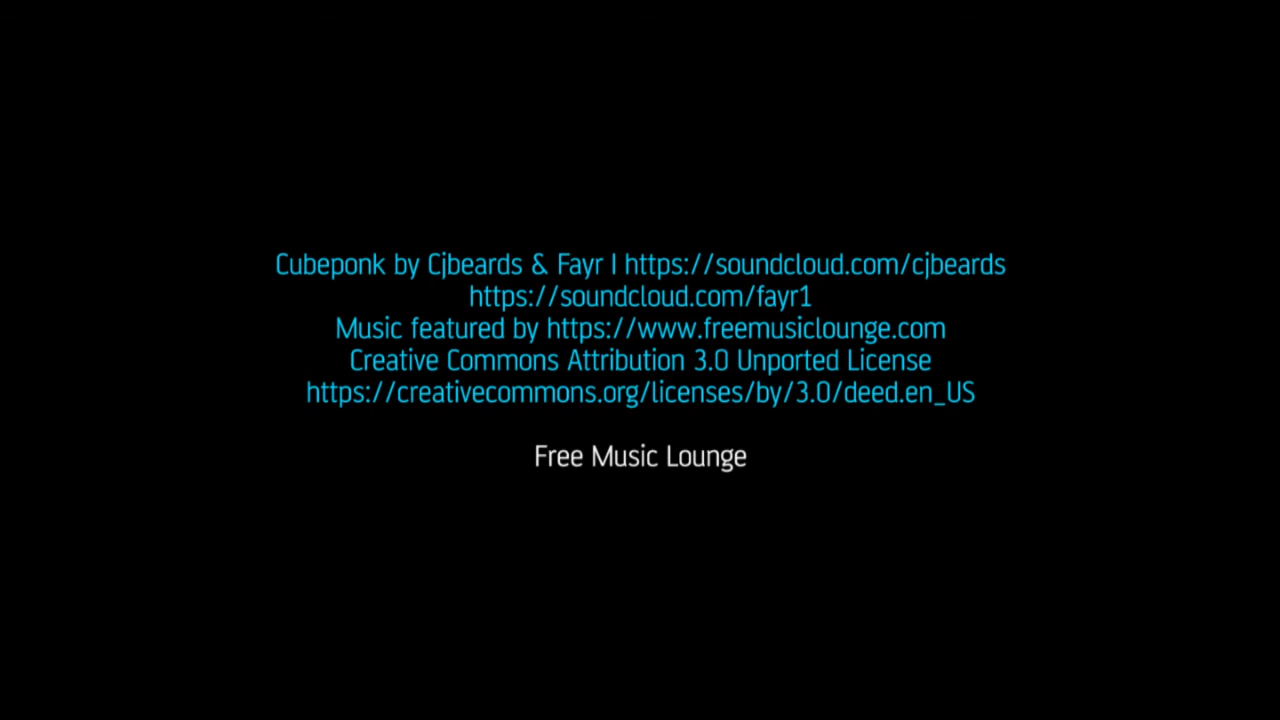 Cubeponk by Cjbeards & Fayr l https://soundcloud.com/cjbeards
https://soundcloud.com/fayr1
Music featured by https://www.freemusiclounge.com
Creative Commons Attribution 3.0 Unported License
https://creativecommons.org/licenses/by/3.0/deed.en_US
Free Music Lounge